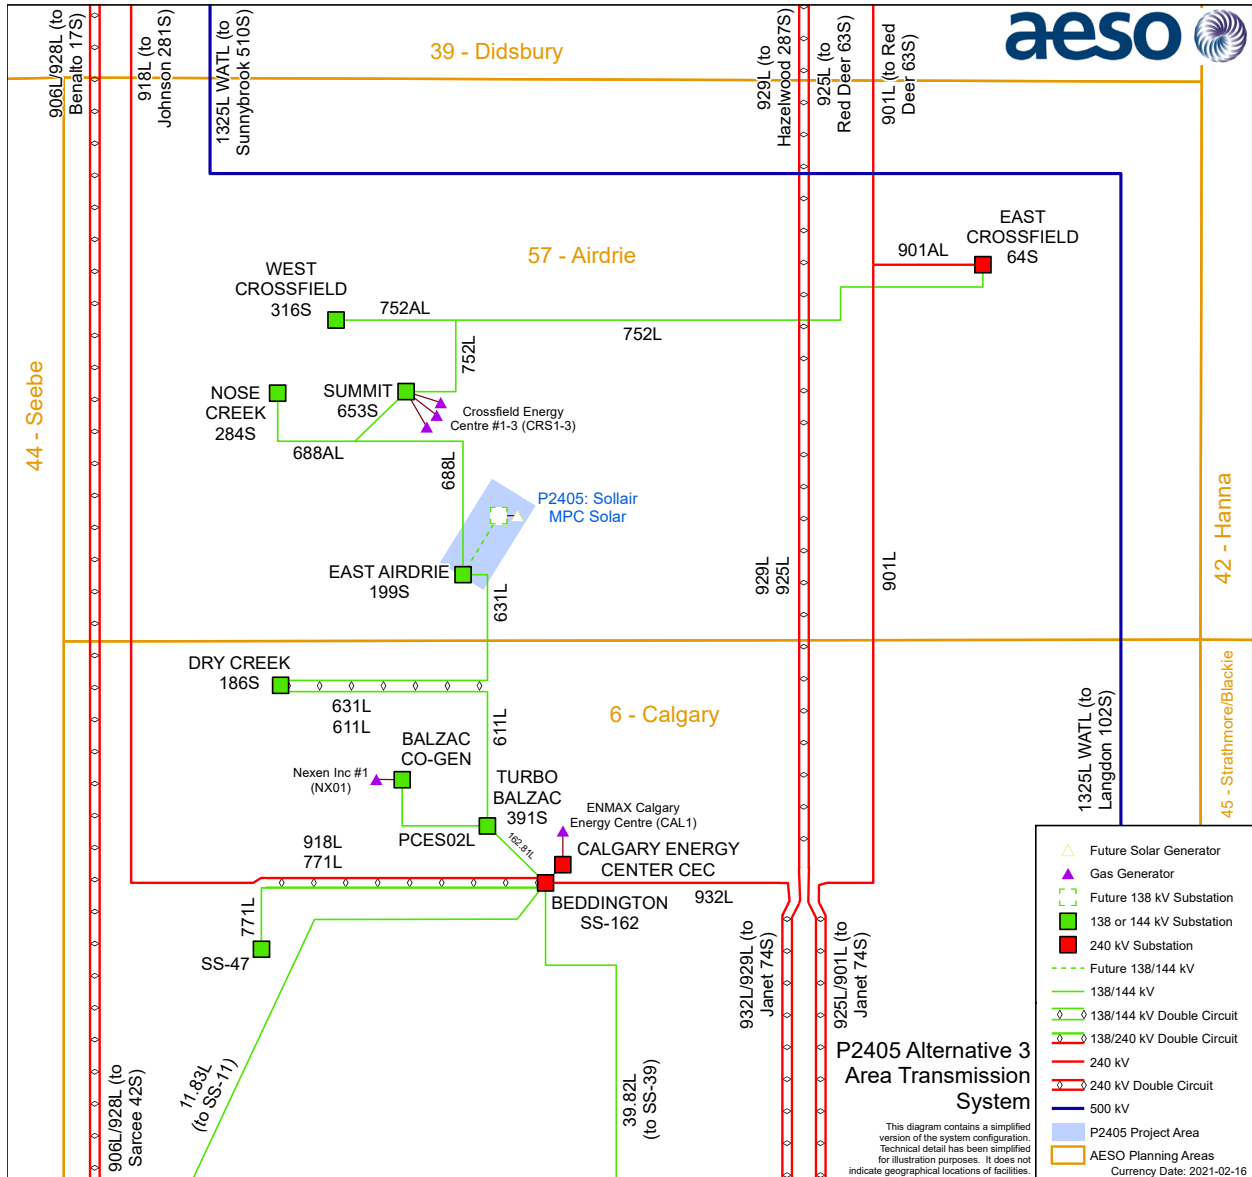 aeso
906L/928L (to
Benalto 17S)
918L (to
Johnson 281S)
1325L WATL (to
Sunnybrook 510S)
39 - Didsbury
929L (to
Hazelwood 287S)
925L (to
Red Deer 63S)
901L (to Red
Deer 63S)
EAST
CROSSFIELD
64S
901AL
57 - Airdrie
WEST
CROSSFIELD
316S
752AL
752L
752L
44 - Seebe
NOSE
CREEK
284S
SUMMIT
653S
Crossfield Energy
Centre #1-3 (CRS1-3)
688AL
688L
P2405: Sollair
MPC Solar
42 - Hanna
EAST AIRDRIE
199S
631L
929L
925L
901L
DRY CREEK
186S
631L
611L
611L
6 - Calgary
45 - Strathmore/Blackie
1325L WATL (to
Langdon 102S)
BALZAC
CO-GEN
Nexen Inc #1
(NX01)
TURBO
BALZAC
391S
PCES02L
162.81L
ENMAX Calgary
Energy Centre (CAL1)
CALGARY ENERGY
CENTER CEC
918L
771L
932L
BEDDINGTON
SS-162
771L
SS-47
932L/929L (to
Janet 74S)
925L/901L (to
Janet 74S)
906L/928L (to
Sarcee 42S)
11.83L
(to SS-11)
39.82L
(to SS-39)
P2405 Alternative 3
Area Transmission
System
This diagram contains a simplified
version of the system configuration.
Technical detail has been simplified
for illustration purposes. It does not
indicate geographical locations of facilities.
Future Solar Generator
Gas Generator
Future 138 kV Substation
138 or 144 kV Substation
240 kV Substation
Future 138/144 kV
138/144 kV
138/144 kV Double Circuit
138/240 kV Double Circuit
240 kV
240 kV Double Circuit
500 kV
P2405 Project Area
AESO Planning Areas
Currency Date: 2021-02-16